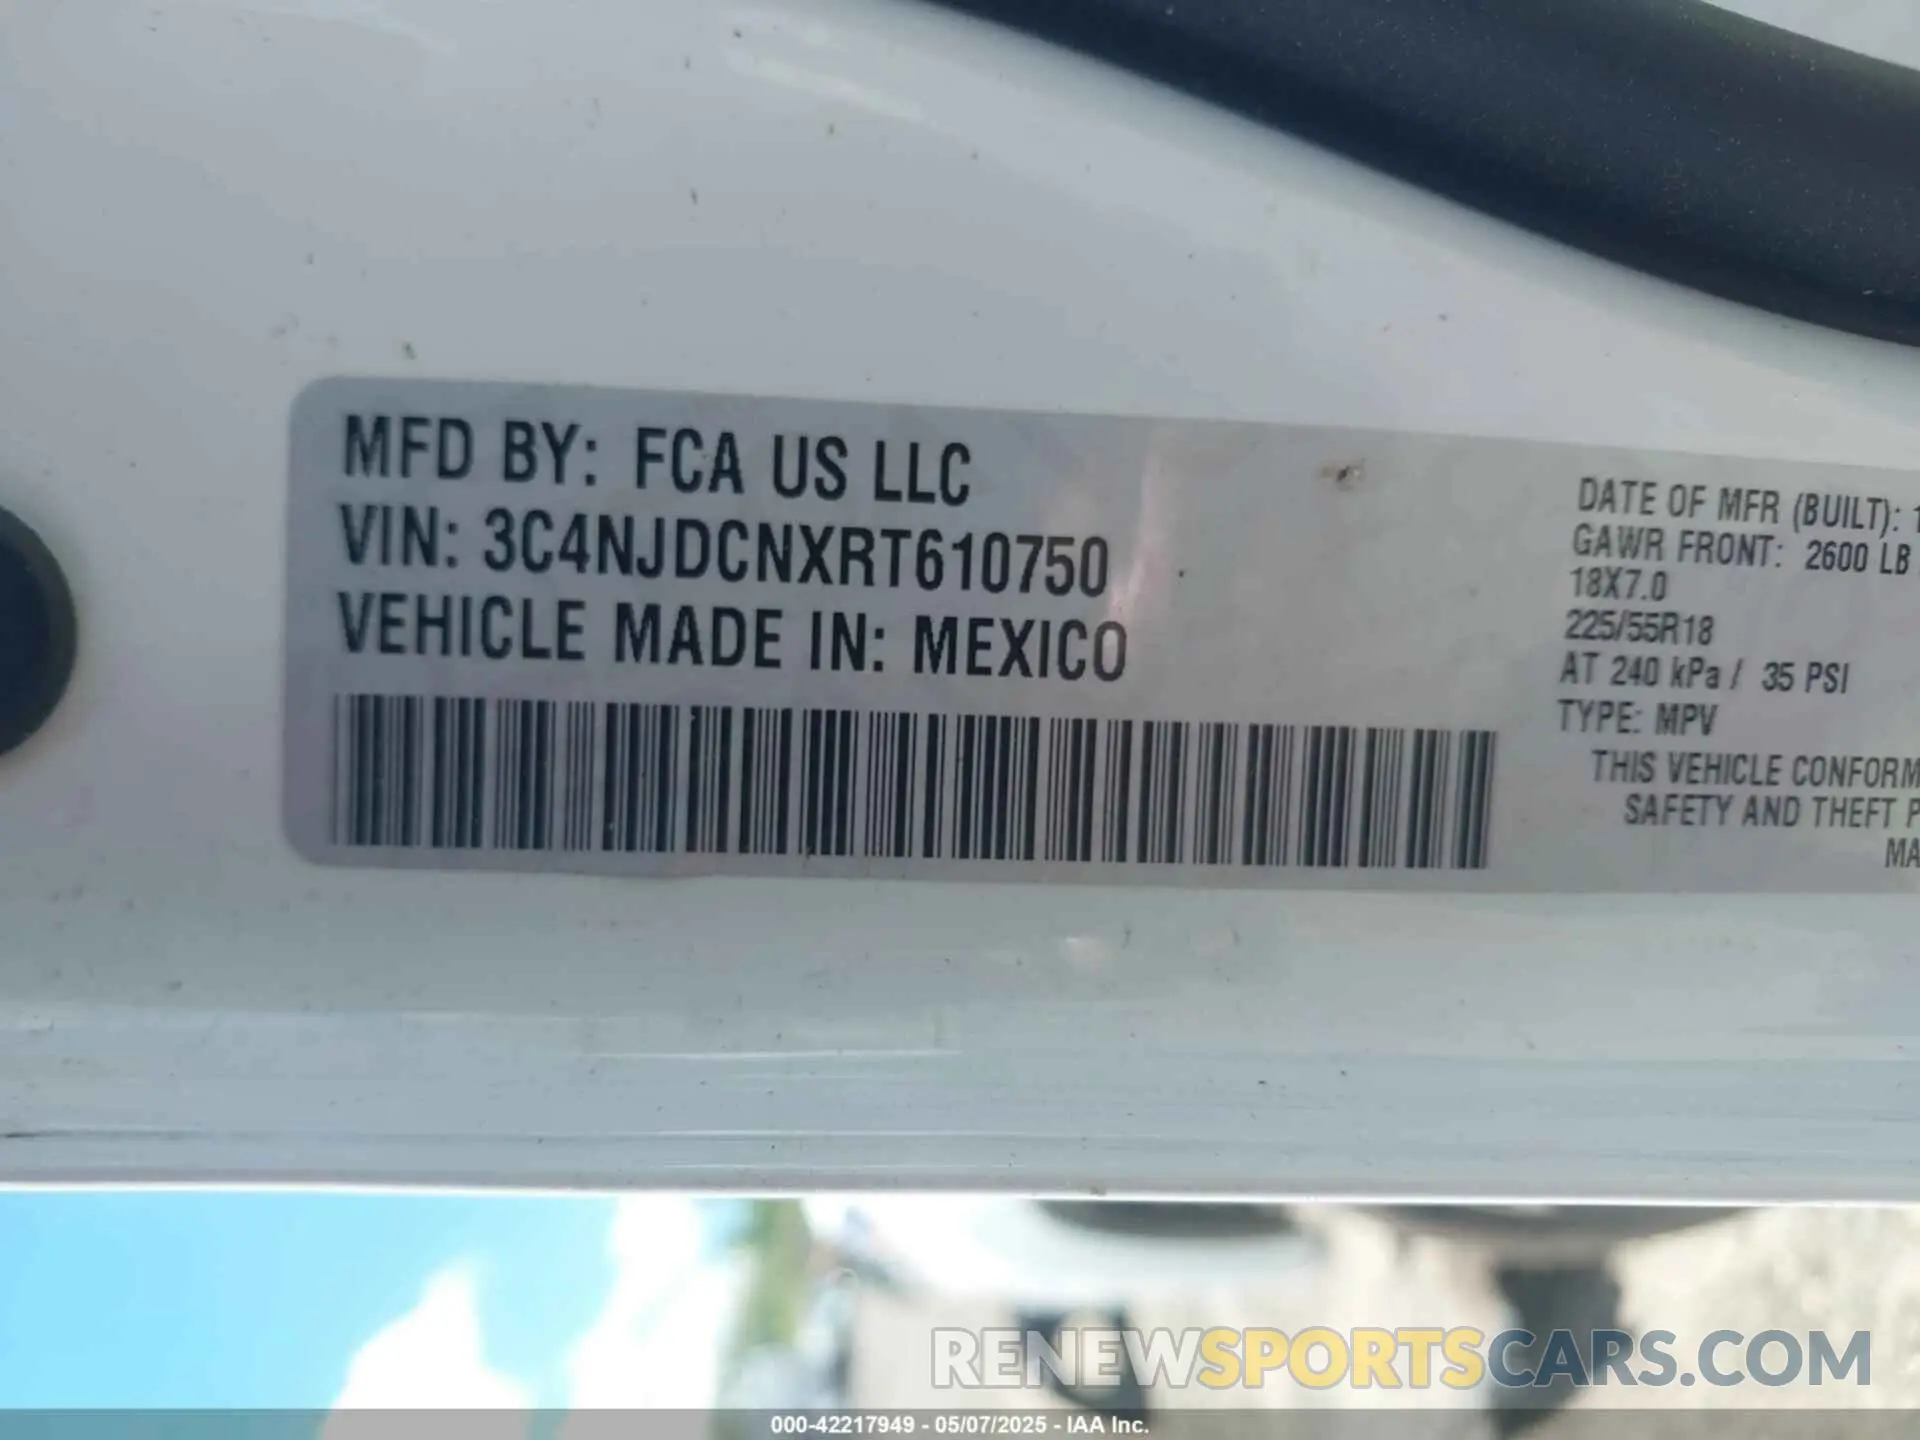 MFD BY: FCA US LLC
VIN: 3C4NJDCNXRT610750
VEHICLE MADE IN: MEXICO
DATE OF MFR (BUILT): 1
GAWR FRONT: 2600 LB
18X7.0
225/55R18
AT 240 kPa / 35 PSI
TYPE: MPV
THIS VEHICLE CONFORM
SAFETY AND THEFT P
MA
RENEWSPORTSCARS.COM
000-42217949 - 05/07/2025 - IAA Inc.